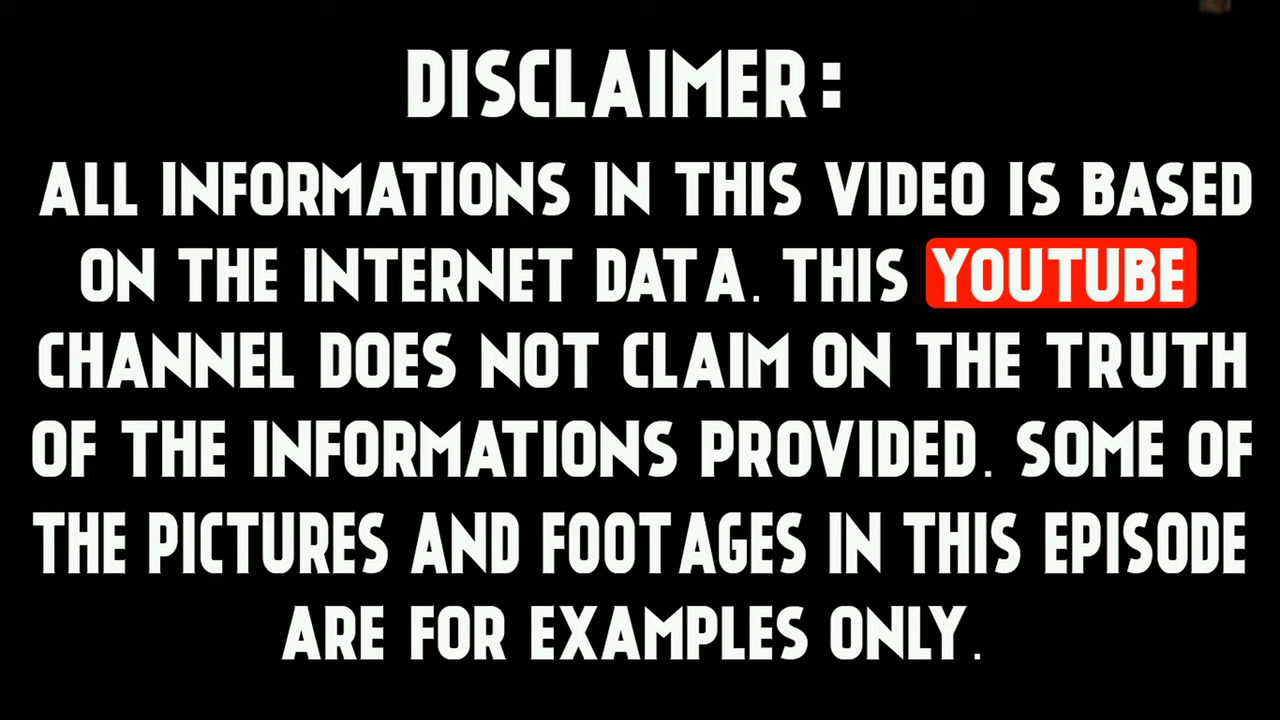 DISCLAIMER:
ALL INFORMATIONS IN THIS VIDEO IS BASED
ON THE INTERNET DATA. THIS YOUTUBE
CHANNEL DOES NOT CLAIM ON THE TRUTH
OF THE INFORMATIONS PROVIDED. SOME OF
THE PICTURES AND FOOTAGES IN THIS EPISODE
ARE FOR EXAMPLES ONLY.